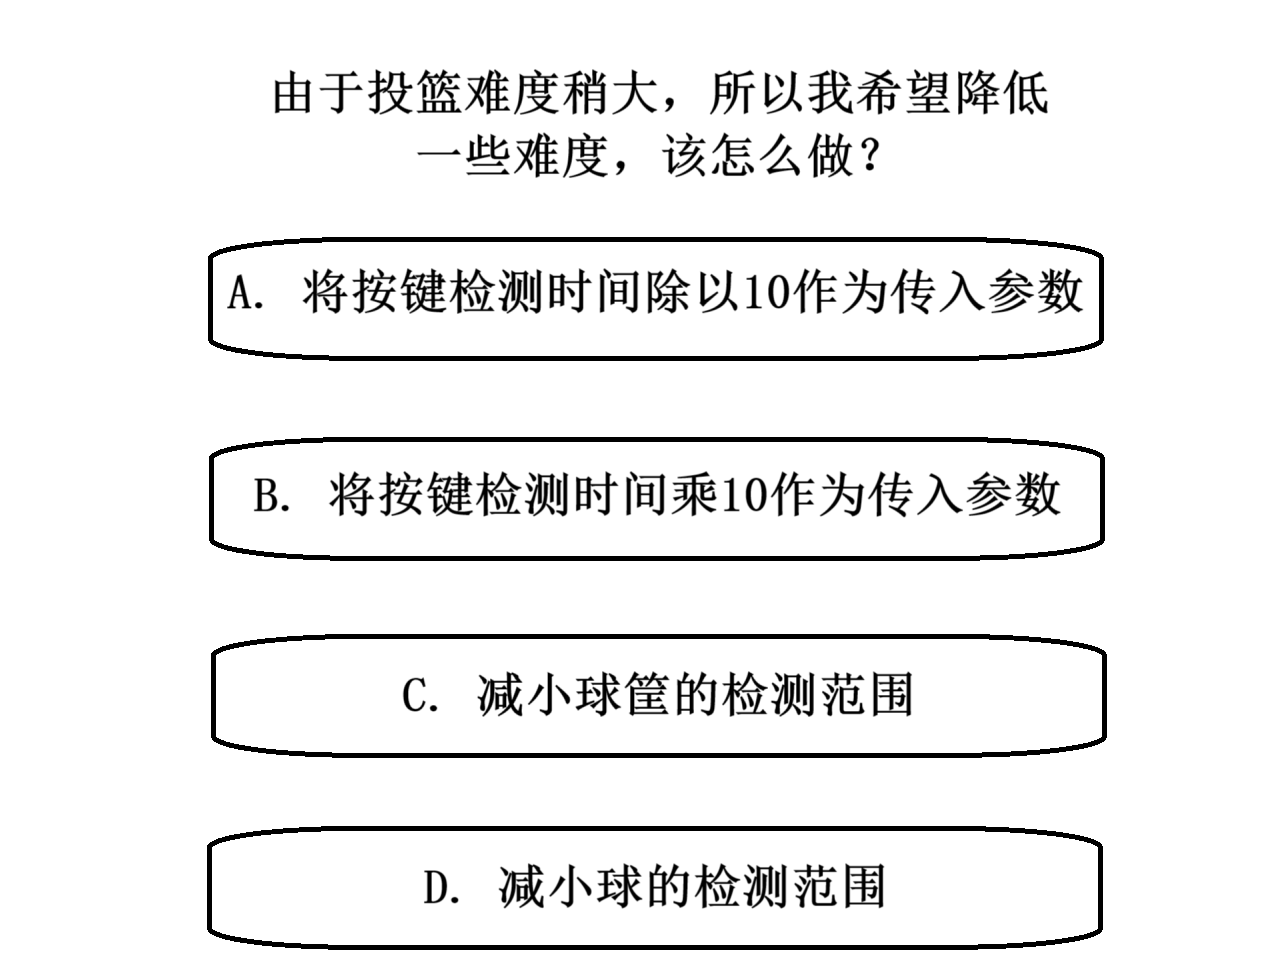 由于投篮难度稍大，所以我希望降低
一些难度，该怎么做？
A. 将按键检测时间除以10作为传入参数
B. 将按键检测时间乘10作为传入参数
C. 减小球筐的检测范围
D. 减小球的检测范围